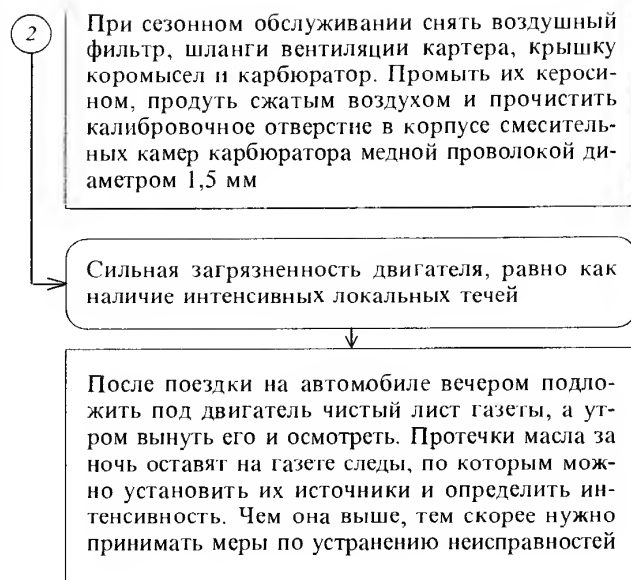 2
При сезонном обслуживании снять воздушный
фильтр, шланги вентиляции картера, крышку
коромысел и карбюратор. Промыть их кероси-
ном, продуть сжатым воздухом и прочистить
калибровочное отверстие в корпусе смеситель-
ных камер карбюратора медной проволокой ди-
аметром 1,5 мм
Сильная загрязненность двигателя, равно как
наличие интенсивных локальных течей
После поездки на автомобиле вечером подло-
жить под двигатель чистый лист газеты, а ут-
ром вынуть его и осмотреть. Протечки масла за
ночь оставят на газете следы, по которым мож-
но установить их источники и определить ин-
тенсивность. Чем она выше, тем скорее нужно
принимать меры по устранению неисправностей